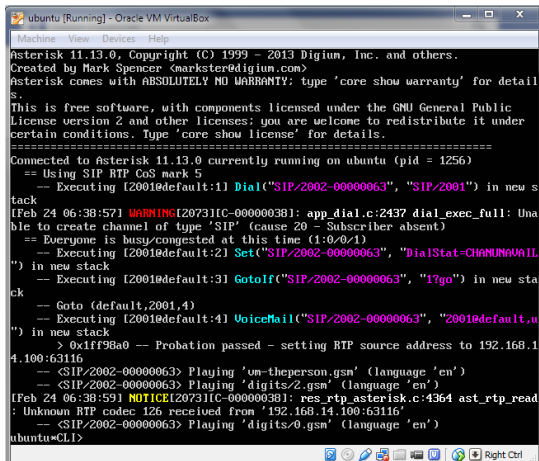 ubuntu [Running] - Oracle VM VirtualBox
Machine View Devices Help
Asterisk 11.13.0, Copyright (C) 1999 - 2013 Digium, Inc. and others.
Created by Mark Spencer <markster@digium.com>
Asterisk comes with ABSOLUTELY NO WARRANTY; type 'core show warranty' for detail
s.
This is free software, with components licensed under the GNU General Public
License version 2 and other licenses; you are welcome to redistribute it under
certain conditions. Type 'core show license' for details.
=========================================================================
Connected to Asterisk 11.13.0 currently running on ubuntu (pid = 1256)
== Using SIP RTP CoS mark 5
-- Executing [2001@default:1] Dial("SIP/2002-00000063", "SIP/2001") in new s
tack
[Feb 24 06:38:57] WARNING[2073][C-00000038]: app_dial.c:2437 dial_exec_full: Una
ble to create channel of type 'SIP' (cause 20 - Subscriber absent)
== Everyone is busy/congested at this time (1:0/0/1)
-- Executing [2001@default:2] Set("SIP/2002-00000063", "DialStat=CHANUNAVAIL
") in new stack
-- Executing [2001@default:3] GotoIf("SIP/2002-00000063", "1?go") in new sta
ck
-- Goto (default,2001,4)
-- Executing [2001@default:4] VoiceMail("SIP/2002-00000063", "2001@default,u
") in new stack
> 0x1ff98a0 -- Probation passed - setting RTP source address to 192.168.1
4.100:63116
-- <SIP/2002-00000063> Playing 'vm-theperson.gsm' (language 'en')
-- <SIP/2002-00000063> Playing 'digits/2.gsm' (language 'en')
[Feb 24 06:38:59] NOTICE[2073][C-00000038]: res_rtp_asterisk.c:4364 ast_rtp_read
: Unknown RTP codec 126 received from '192.168.14.100:63116'
-- <SIP/2002-00000063> Playing 'digits/0.gsm' (language 'en')
ubuntu*CLI>
Right Ctrl